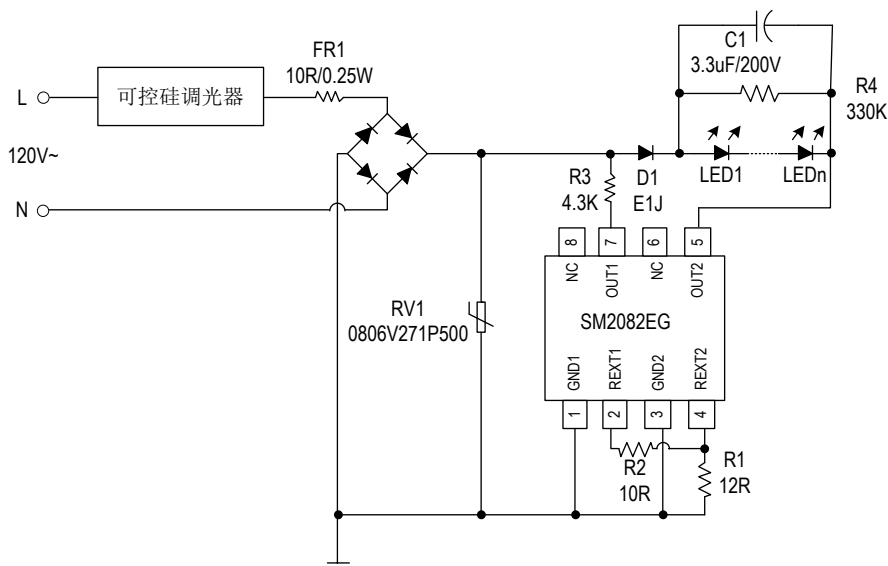 FR1
10R/0.25W
可控硅调光器
L
120V~
N
C1
3.3uF/200V
R4
330K
LED1
LEDn
R3
4.3K
D1
E1J
8
7
6
5
NC
OUT1
NC
OUT2
SM2082EG
GND1
REXT1
GND2
REXT2
1
2
3
4
RV1
0806V271P500
R2
10R
R1
12R